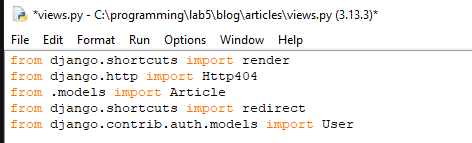 *views.py - C:\programming\lab5\blog\articles\views.py (3.13.3)*
File Edit Format Run Options Window Help
from django.shortcuts import render
from django.http import Http404
from .models import Article
from django.shortcuts import redirect
from django.contrib.auth.models import User